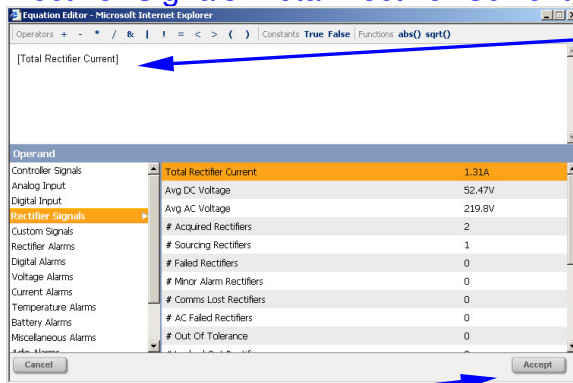 Equation Editor - Microsoft Internet Explorer
Operators + - * / & | ! = < > ( ) Constants True False Functions abs() sqrt()
[Total Rectifier Current]
Operand
Controller Signals
Analog Input
Digital Input
Rectifier Signals
Custom Signals
Rectifier Alarms
Digital Alarms
Voltage Alarms
Current Alarms
Temperature Alarms
Battery Alarms
Miscellaneous Alarms
Total Rectifier Current 1.31A
Avg DC Voltage 52.47V
Avg AC Voltage 219.8V
# Acquired Rectifiers 2
# Sourcing Rectifiers 1
# Failed Rectifiers 0
# Minor Alarm Rectifiers 0
# Comms Lost Rectifiers 0
# AC Failed Rectifiers 0
# Out Of Tolerance 0
Cancel
Accept